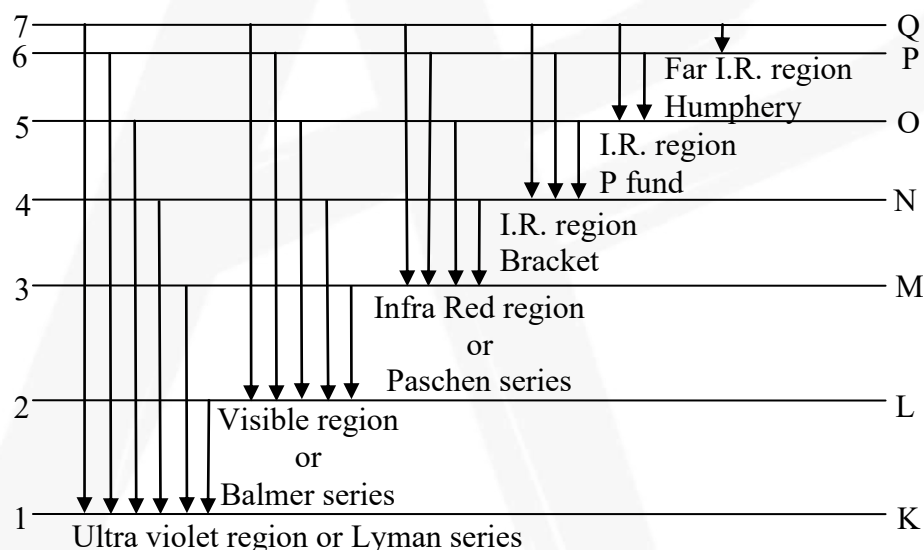 7 Q
6 P
Far I.R. region
Humphery
5 O
I.R. region
P fund
4 N
I.R. region
Bracket
3 M
Infra Red region
or
Paschen series
2 L
Visible region
or
Balmer series
1 K
Ultra violet region or Lyman series